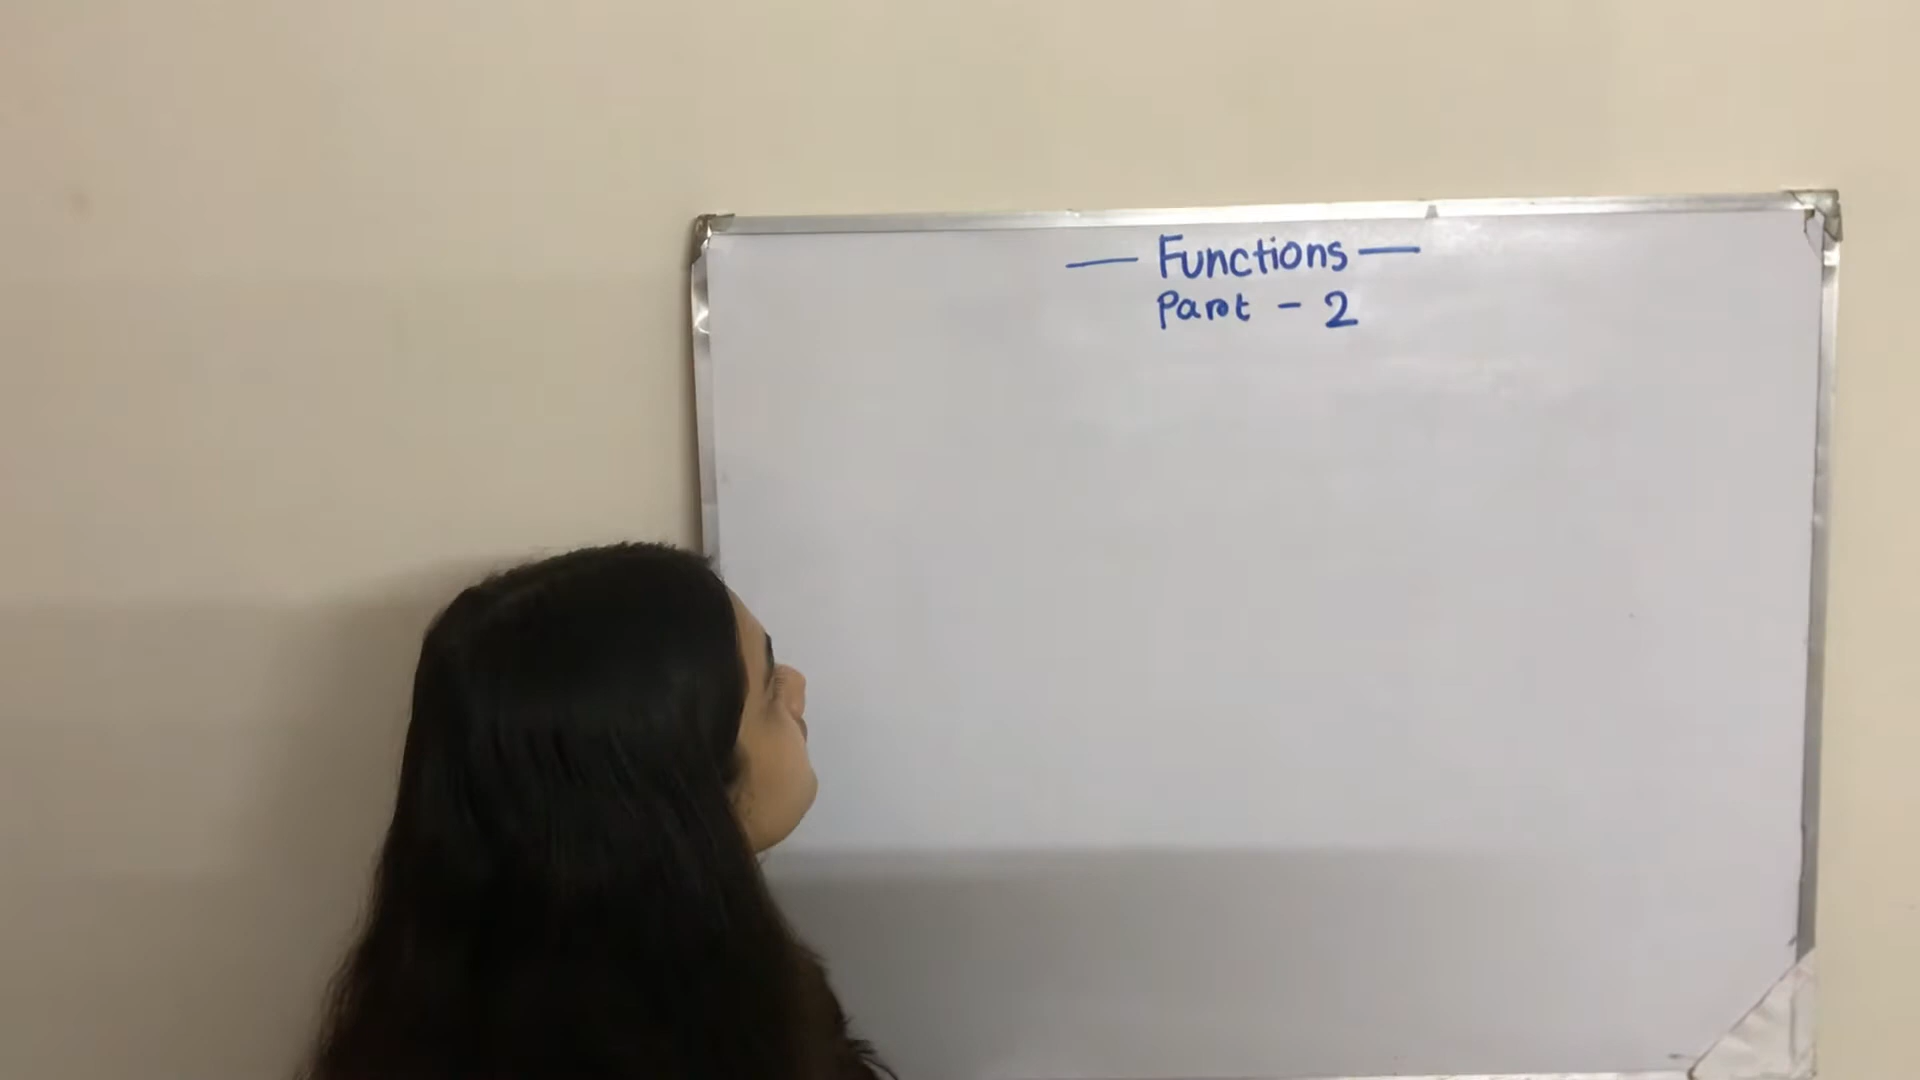 — Functions —
Part - 2